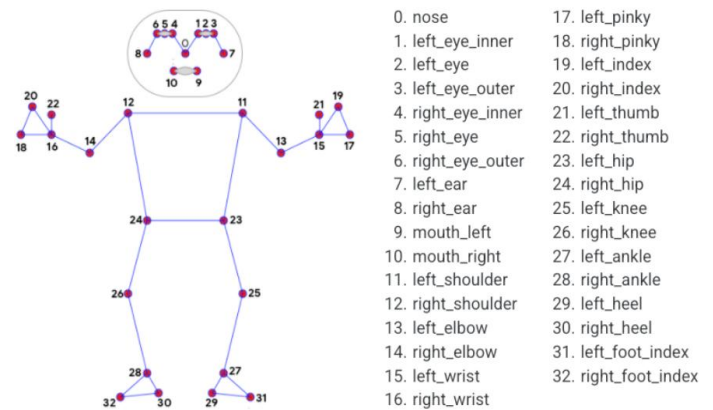 6 5 4 1 2 3
0
8 7
10 9
20 22 12 11 21 19
18 16 14 13 15 17
24 23
26 25
28 27
32 30 29 31
0. nose
1. left_eye_inner
2. left_eye
3. left_eye_outer
4. right_eye_inner
5. right_eye
6. right_eye_outer
7. left_ear
8. right_ear
9. mouth_left
10. mouth_right
11. left_shoulder
12. right_shoulder
13. left_elbow
14. right_elbow
15. left_wrist
16. right_wrist
17. left_pinky
18. right_pinky
19. left_index
20. right_index
21. left_thumb
22. right_thumb
23. left_hip
24. right_hip
25. left_knee
26. right_knee
27. left_ankle
28. right_ankle
29. left_heel
30. right_heel
31. left_foot_index
32. right_foot_index